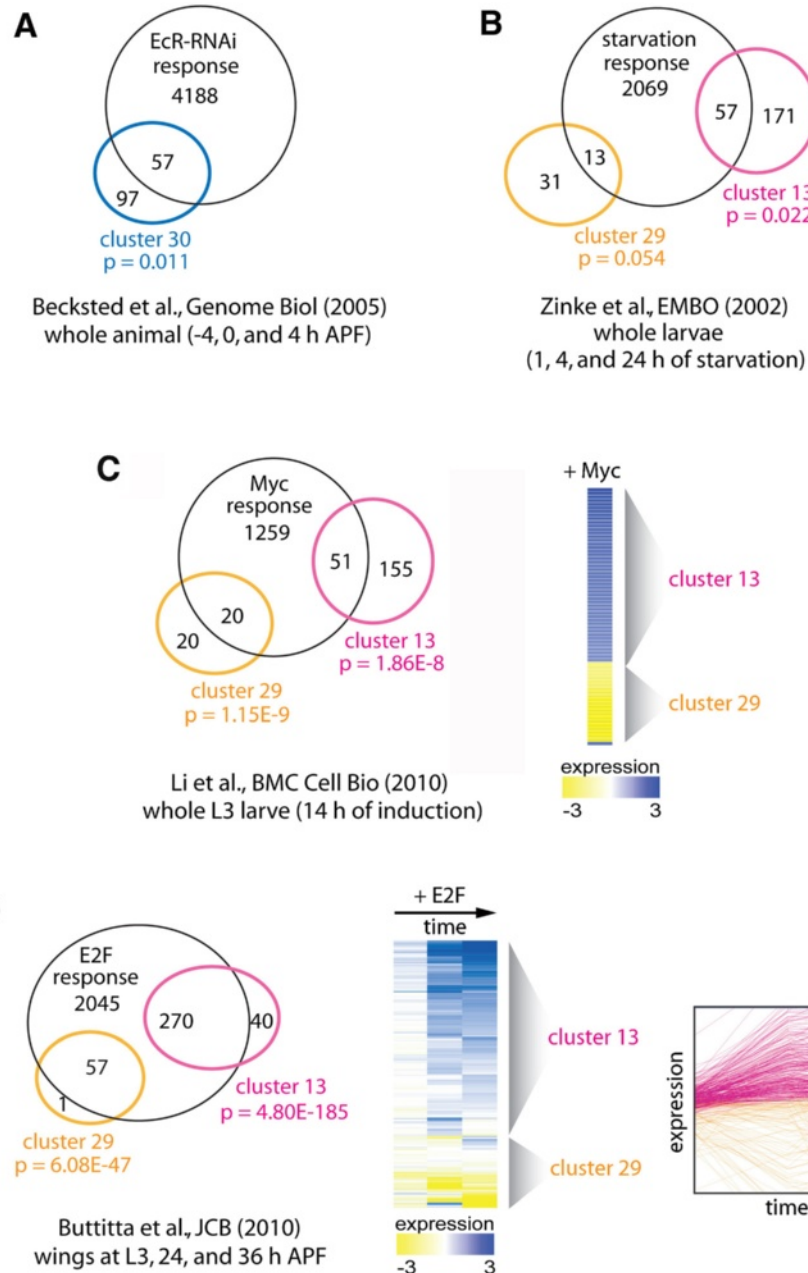 A
EcR-RNAi
response
4188
57
97
cluster 30
p = 0.011
Becksted et al., Genome Biol (2005)
whole animal (-4, 0, and 4 h APF)
B
starvation
response
2069
57
171
13
31
cluster 13
p = 0.022
cluster 29
p = 0.054
Zinke et al., EMBO (2002)
whole larvae
(1, 4, and 24 h of starvation)
C
Myc
response
1259
51
155
20
20
cluster 13
p = 1.86E-8
cluster 29
p = 1.15E-9
Li et al., BMC Cell Bio (2010)
whole L3 larve (14 h of induction)
+ Myc
cluster 13
cluster 29
expression
-3 3
E2F
response
2045
270
40
57
1
cluster 13
p = 4.80E-185
cluster 29
p = 6.08E-47
Buttitta et al., JCB (2010)
wings at L3, 24, and 36 h APF
+ E2F
time
cluster 13
cluster 29
expression
-3 3
expression
time